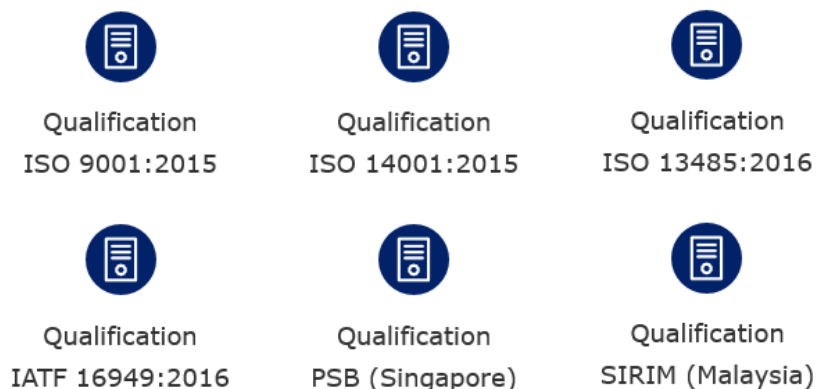 Qualification
ISO 9001:2015
Qualification
ISO 14001:2015
Qualification
ISO 13485:2016
Qualification
IATF 16949:2016
Qualification
PSB (Singapore)
Qualification
SIRIM (Malaysia)